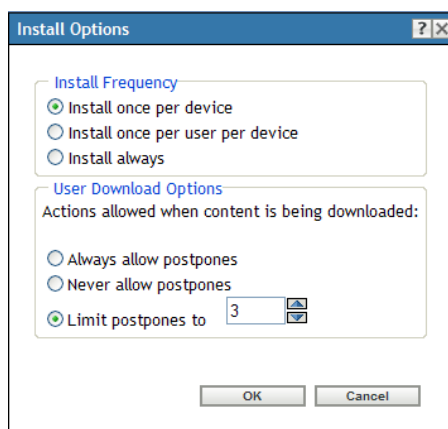 Install Options
? X
Install Frequency
Install once per device
Install once per user per device
Install always
User Download Options
Actions allowed when content is being downloaded:
Always allow postpones
Never allow postpones
Limit postpones to 3
OK Cancel